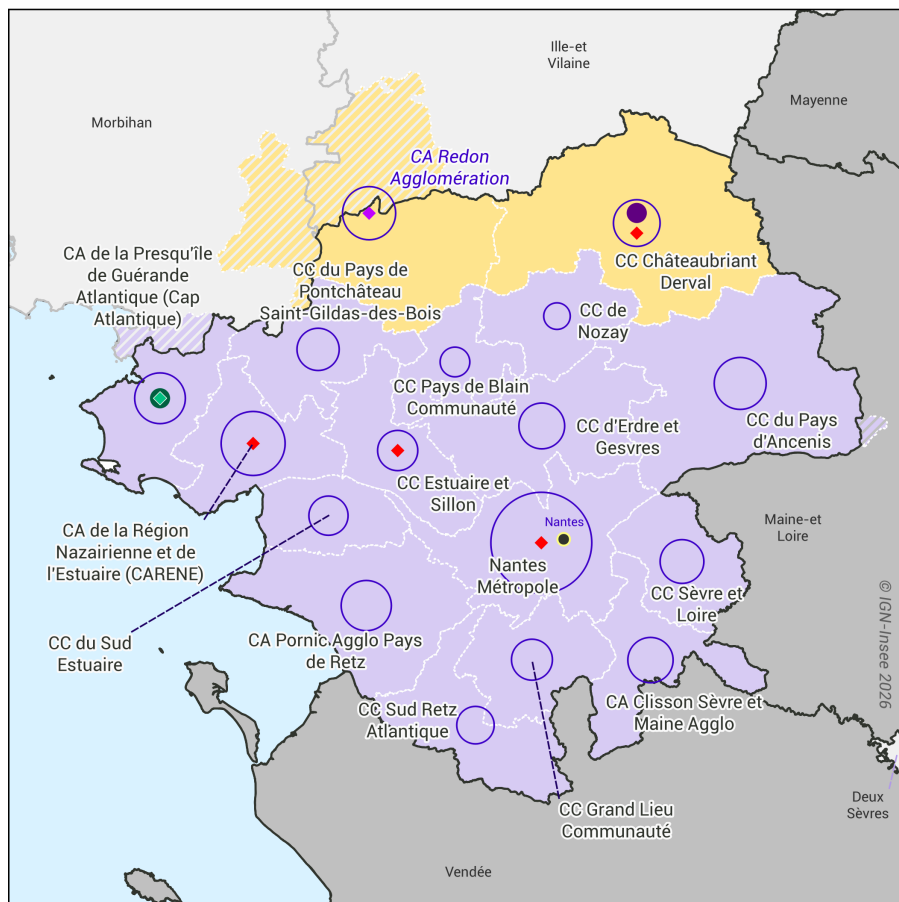 Ille-et
Vilaine
Mayenne
Morbihan
CA Redon
Agglomération
CA de la Presqu'île
de Guérande
Atlantique (Cap
Atlantique)
CC du Pays de
Pontchâteau
Saint-Gildas-des-Bois
CC Châteaubriant
Derval
CC de
Nozay
CC Pays de Blain
Communauté
CC d'Erdre et
Gesvres
CC du Pays
d'Ancenis
CC Estuaire et
Sillon
CA de la Région
Nazairienne et de
l'Estuaire (CARENE)
Nantes
Nantes
Métropole
Maine-et
Loire
CC Sèvre et
Loire
CC du Sud
Estuaire
CA Pornic Agglo Pays
de Retz
CC Sud Retz
Atlantique
CA Clisson Sèvre et
Maine Agglo
CC Grand Lieu
Communauté
Deux
Sèvres
Vendée
© IGN-Insee 2026